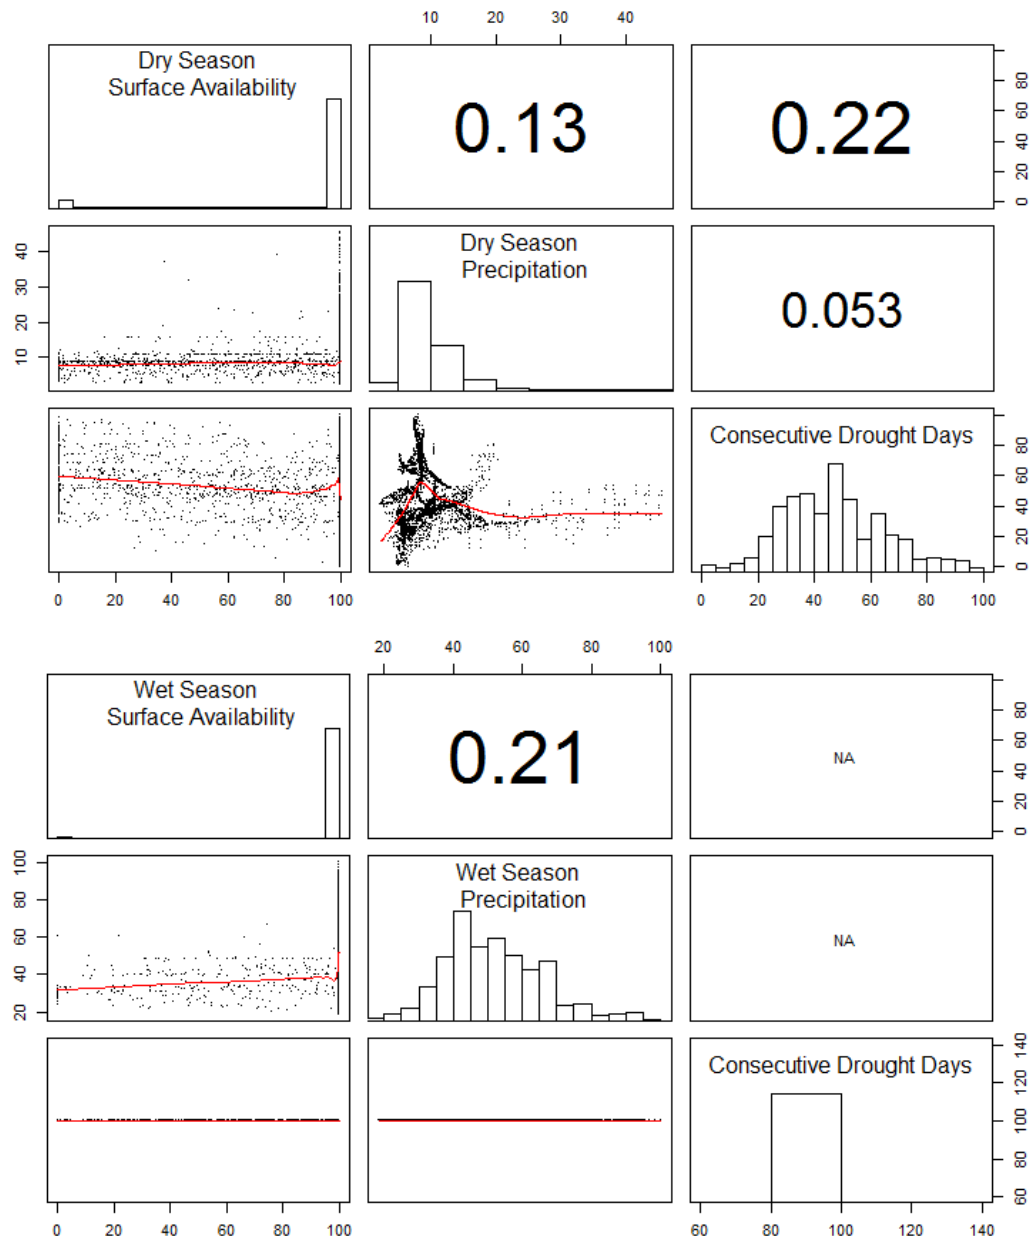 10 20 30 40
Dry Season
Surface Availability
0.13
0.22
0 20 40 60 80
10 20 30 40
Dry Season
Precipitation
0.053
Consecutive Drought Days
0 20 40 60 80
0 20 40 60 80 100
0 20 40 60 80 100
20 40 60 80 100
Wet Season
Surface Availability
0.21
NA
0 20 40 60 80
20 40 60 80 100
Wet Season
Precipitation
NA
Consecutive Drought Days
60 80 100 120 140
0 20 40 60 80 100
60 80 100 120 140